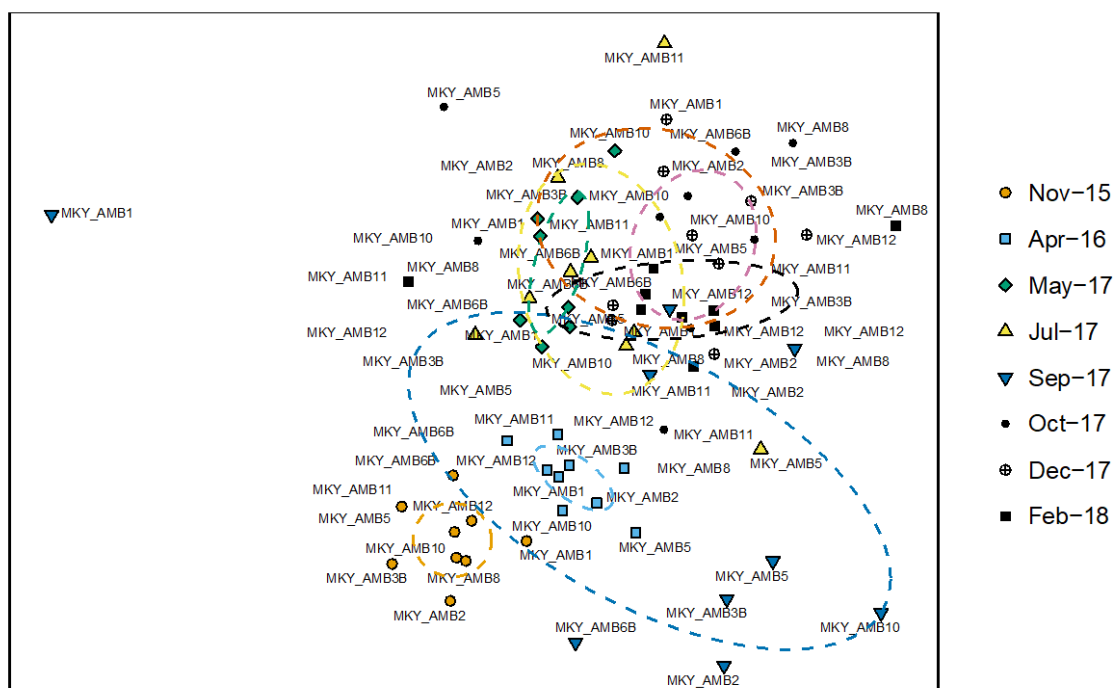 MKY_AMB11
MKY_AMB5
MKY_AMB1
MKY_AMB10
MKY_AMB6B
MKY_AMB8
MKY_AMB2
MKY_AMB8
MKY_AMB2
MKY_AMB3B
MKY_AMB3B
MKY_AMB10
MKY_AMB3B
MKY_AMB1
MKY_AMB1
MKY_AMB11
MKY_AMB10
MKY_AMB8
MKY_AMB10
MKY_AMB12
MKY_AMB6B
MKY_AMB1
MKY_AMB5
MKY_AMB11
MKY_AMB8
MKY_AMB11
MKY_AMB6B
MKY_AMB6B
MKY_AMB12
MKY_AMB3B
MKY_AMB12
MKY_AMB1
MKY_AMB12
MKY_AMB12
MKY_AMB3B
MKY_AMB10
MKY_AMB8
MKY_AMB2
MKY_AMB8
MKY_AMB5
MKY_AMB11
MKY_AMB2
MKY_AMB2
MKY_AMB11
MKY_AMB12
MKY_AMB6B
MKY_AMB11
MKY_AMB3B
MKY_AMB6B
MKY_AMB12
MKY_AMB8
MKY_AMB5
MKY_AMB11
MKY_AMB1
MKY_AMB2
MKY_AMB5
MKY_AMB12
MKY_AMB10
MKY_AMB10
MKY_AMB1
MKY_AMB5
MKY_AMB3B
MKY_AMB8
MKY_AMB5
MKY_AMB2
MKY_AMB3B
MKY_AMB10
MKY_AMB6B
MKY_AMB2
Nov−15
Apr−16
May−17
Jul−17
Sep−17
Oct−17
Dec−17
Feb−18